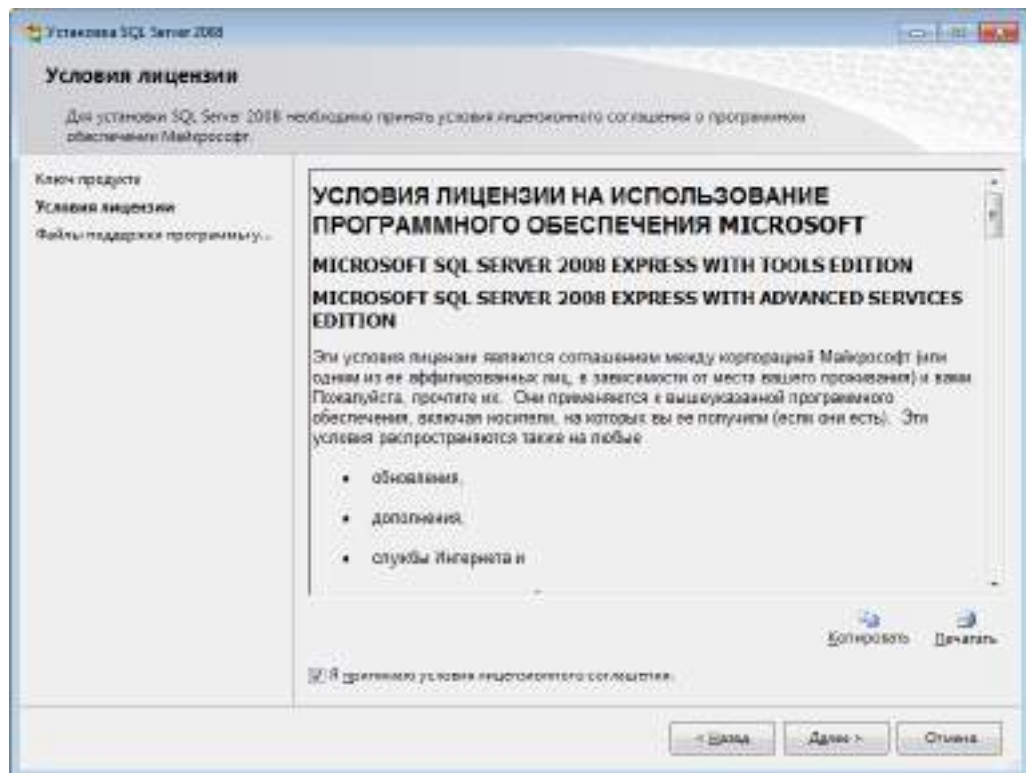 Установка SQL Server 2008
Условия лицензии
Для установки SQL Server 2008 необходимо принять условия лицензионного соглашения о программном
обеспечении Майкрософт.
Ключ продукта
Условия лицензии
Файлы поддержки программы у...
УСЛОВИЯ ЛИЦЕНЗИИ НА ИСПОЛЬЗОВАНИЕ
ПРОГРАММНОГО ОБЕСПЕЧЕНИЯ MICROSOFT
MICROSOFT SQL SERVER 2008 EXPRESS WITH TOOLS EDITION
MICROSOFT SQL SERVER 2008 EXPRESS WITH ADVANCED SERVICES
EDITION
Эти условия лицензии являются соглашением между корпорацией Майкрософт (или
одним из ее аффилированных лиц, в зависимости от места вашего проживания) и вами.
Пожалуйста, прочтите их. Они применяются к вышеуказанной программного
обеспечения, включая носители, на которых вы ее получили (если они есть). Эти
условия распространяются также на любые
• обновления,
• дополнения,
• службы Интернета и
Копировать Печатать
Я принимаю условия лицензионного соглашения.
< Назад Далее > Отмена